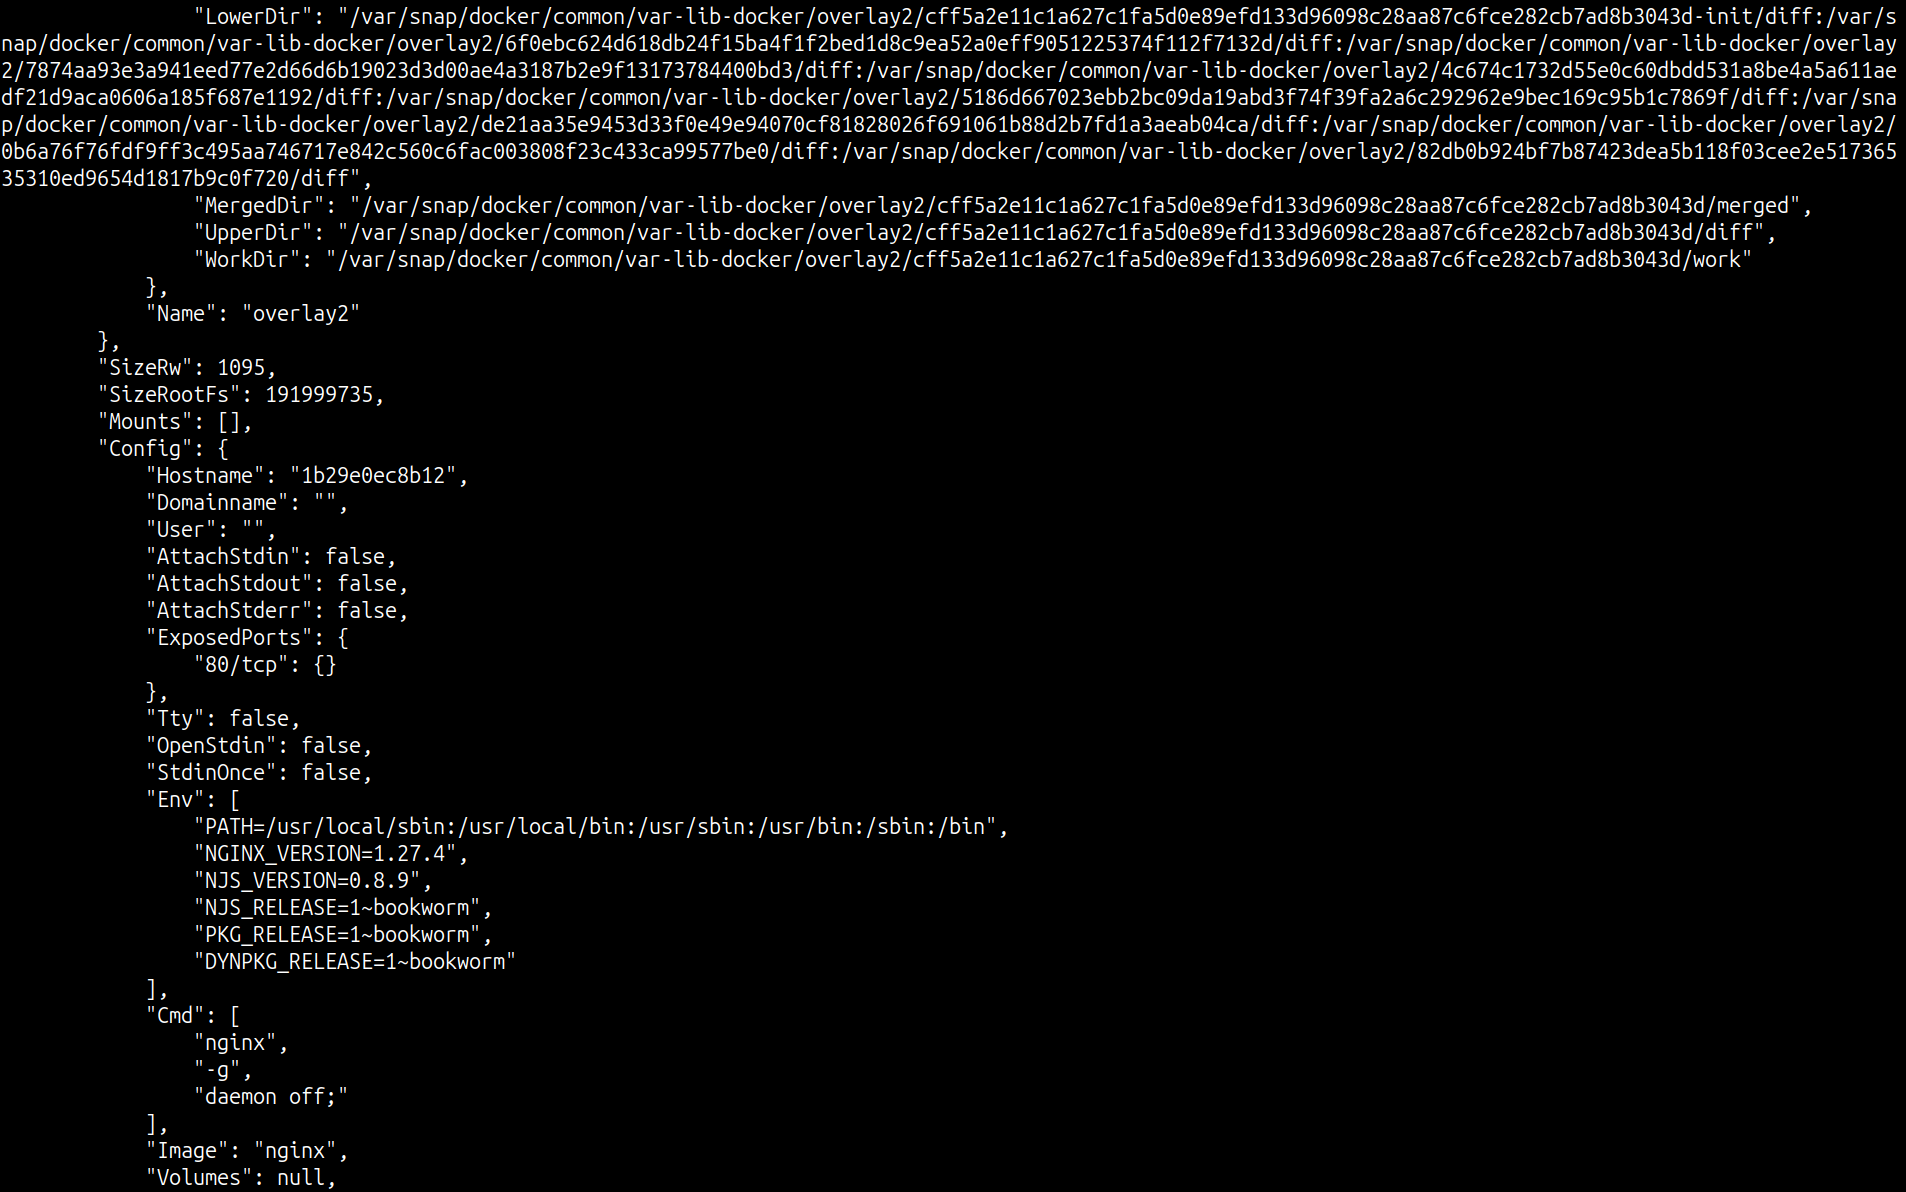 "LowerDir": "/var/snap/docker/common/var-lib-docker/overlay2/cff5a2e11c1a627c1fa5d0e89efd133d96098c28aa87c6fce282cb7ad8b3043d-init/diff:/var/s
nap/docker/common/var-lib-docker/overlay2/6f0ebc624d618db24f15ba4f1f2bed1d8c9ea52a0eff9051225374f112f7132d/diff:/var/snap/docker/common/var-lib-docker/overlay
2/7874aa93e3a941eed77e2d66d6b19023d3d00ae4a3187b2e9f13173784400bd3/diff:/var/snap/docker/common/var-lib-docker/overlay2/4c674c1732d55e0c60dbdd531a8be4a5a611ae
df21d9aca0606a185f687e1192/diff:/var/snap/docker/common/var-lib-docker/overlay2/5186d667023ebb2bc09da19abd3f74f39fa2a6c292962e9bec169c95b1c7869f/diff:/var/sna
p/docker/common/var-lib-docker/overlay2/de21aa35e9453d33f0e49e94070cf81828026f691061b88d2b7fd1a3aeab04ca/diff:/var/snap/docker/common/var-lib-docker/overlay2/
0b6a76f76fdf9ff3c495aa746717e842c560c6fac003808f23c433ca99577be0/diff:/var/snap/docker/common/var-lib-docker/overlay2/82db0b924bf7b87423dea5b118f03cee2e51736
35310ed9654d1817b9c0f720/diff",
"MergedDir": "/var/snap/docker/common/var-lib-docker/overlay2/cff5a2e11c1a627c1fa5d0e89efd133d96098c28aa87c6fce282cb7ad8b3043d/merged",
"UpperDir": "/var/snap/docker/common/var-lib-docker/overlay2/cff5a2e11c1a627c1fa5d0e89efd133d96098c28aa87c6fce282cb7ad8b3043d/diff",
"WorkDir": "/var/snap/docker/common/var-lib-docker/overlay2/cff5a2e11c1a627c1fa5d0e89efd133d96098c28aa87c6fce282cb7ad8b3043d/work"
},
"Name": "overlay2"
},
"SizeRw": 1095,
"SizeRootFs": 191999735,
"Mounts": [],
"Config": {
"Hostname": "1b29e0ec8b12",
"Domainname": "",
"User": "",
"AttachStdin": false,
"AttachStdout": false,
"AttachStderr": false,
"ExposedPorts": {
"80/tcp": {}
},
"Tty": false,
"OpenStdin": false,
"StdinOnce": false,
"Env": [
"PATH=/usr/local/sbin:/usr/local/bin:/usr/sbin:/usr/bin:/sbin:/bin",
"NGINX_VERSION=1.27.4",
"NJS_VERSION=0.8.9",
"NJS_RELEASE=1~bookworm",
"PKG_RELEASE=1~bookworm",
"DYNPKG_RELEASE=1~bookworm"
],
"Cmd": [
"nginx",
"-g",
"daemon off;"
],
"Image": "nginx",
"Volumes": null,